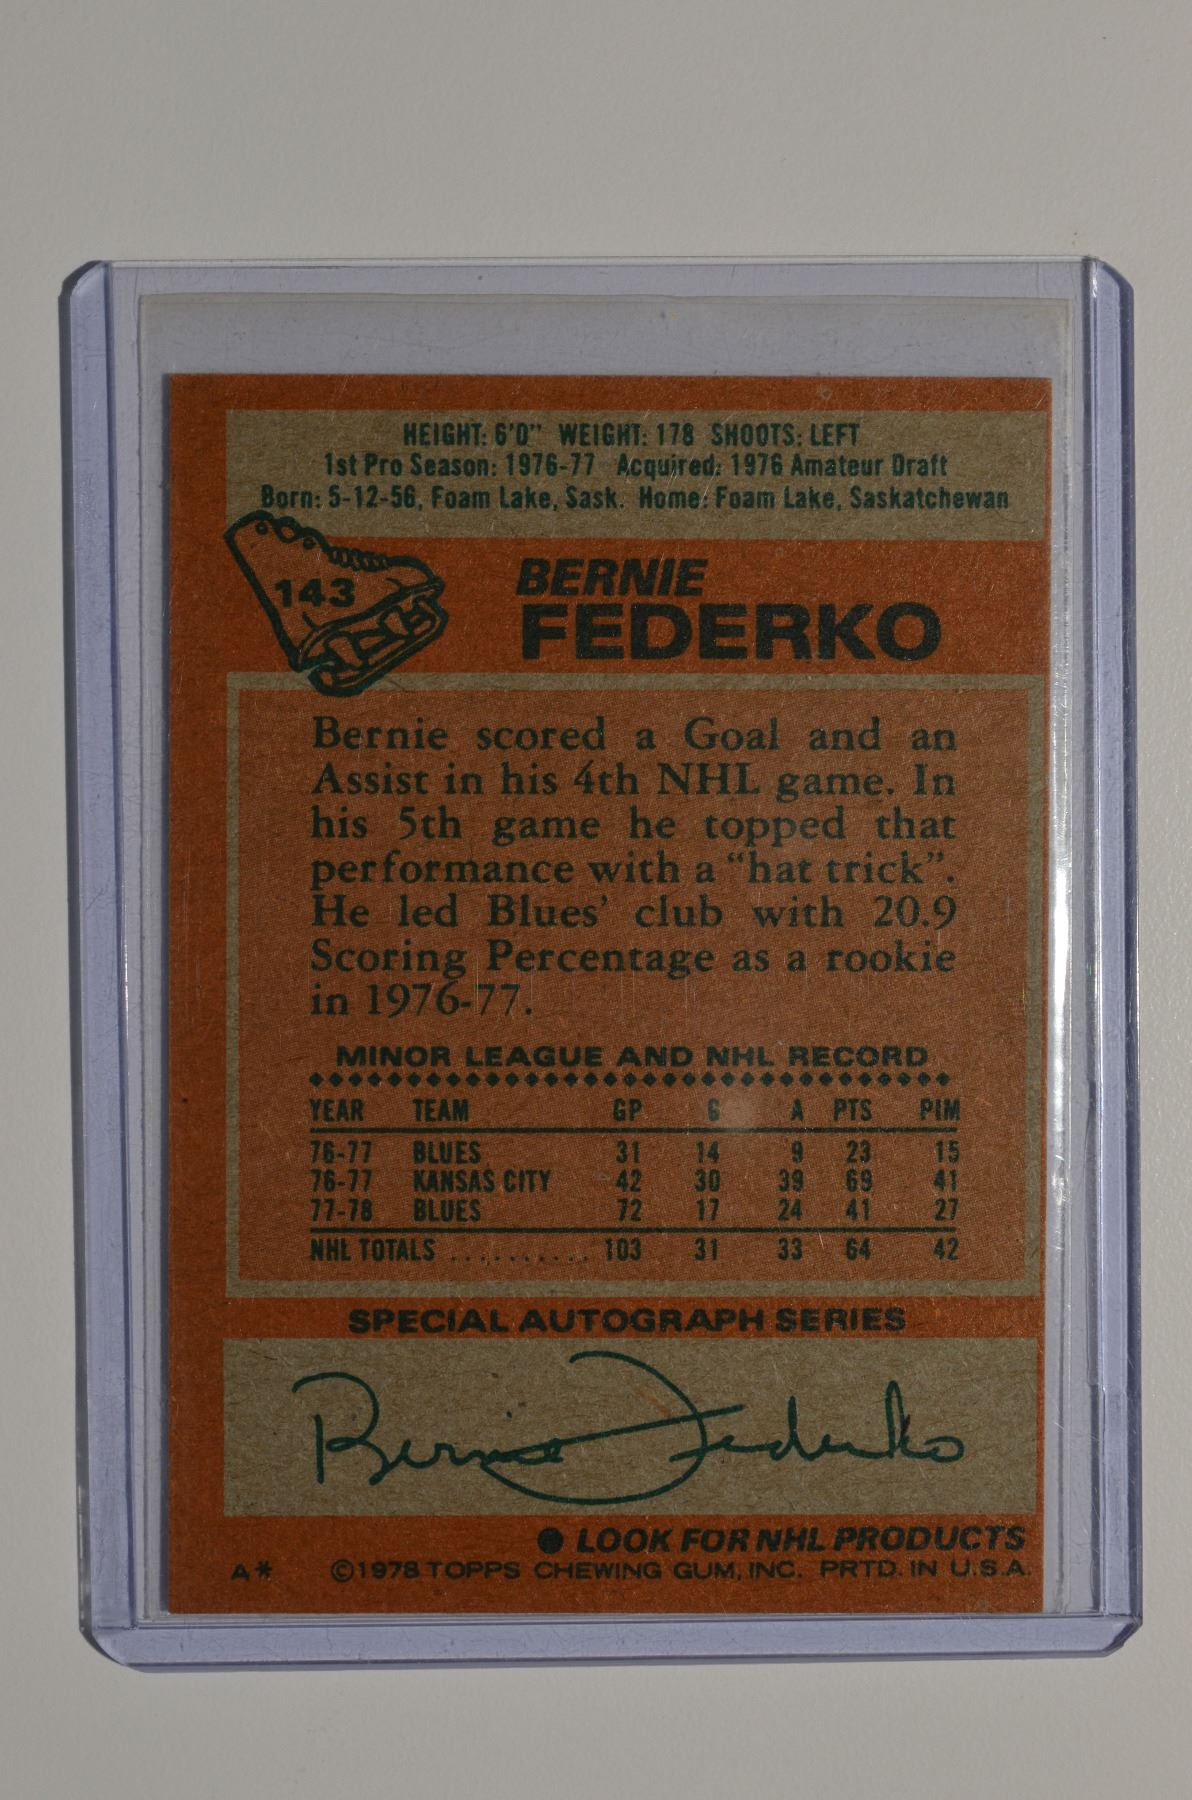 HEIGHT: 6'0" WEIGHT: 178 SHOOTS: LEFT
1st Pro Season: 1976-77 Acquired: 1976 Amateur Draft
Born: 5-12-56, Foam Lake, Sask. Home: Foam Lake, Saskatchewan
143
BERNIE
FEDERKO
Bernie scored a Goal and an
Assist in his 4th NHL game. In
his 5th game he topped that
performance with a “hat trick”.
He led Blues’ club with 20.9
Scoring Percentage as a rookie
in 1976-77.
MINOR LEAGUE AND NHL RECORD
YEAR TEAM GP G A PTS PIM
76-77 BLUES 31 14 9 23 15
76-77 KANSAS CITY 42 30 39 69 41
77-78 BLUES 72 17 24 41 27
NHL TOTALS .......... 103 31 33 64 42
SPECIAL AUTOGRAPH SERIES
Bernie Federko
● LOOK FOR NHL PRODUCTS
A* ©1978 TOPPS CHEWING GUM, INC. PRTD. IN U.S.A.